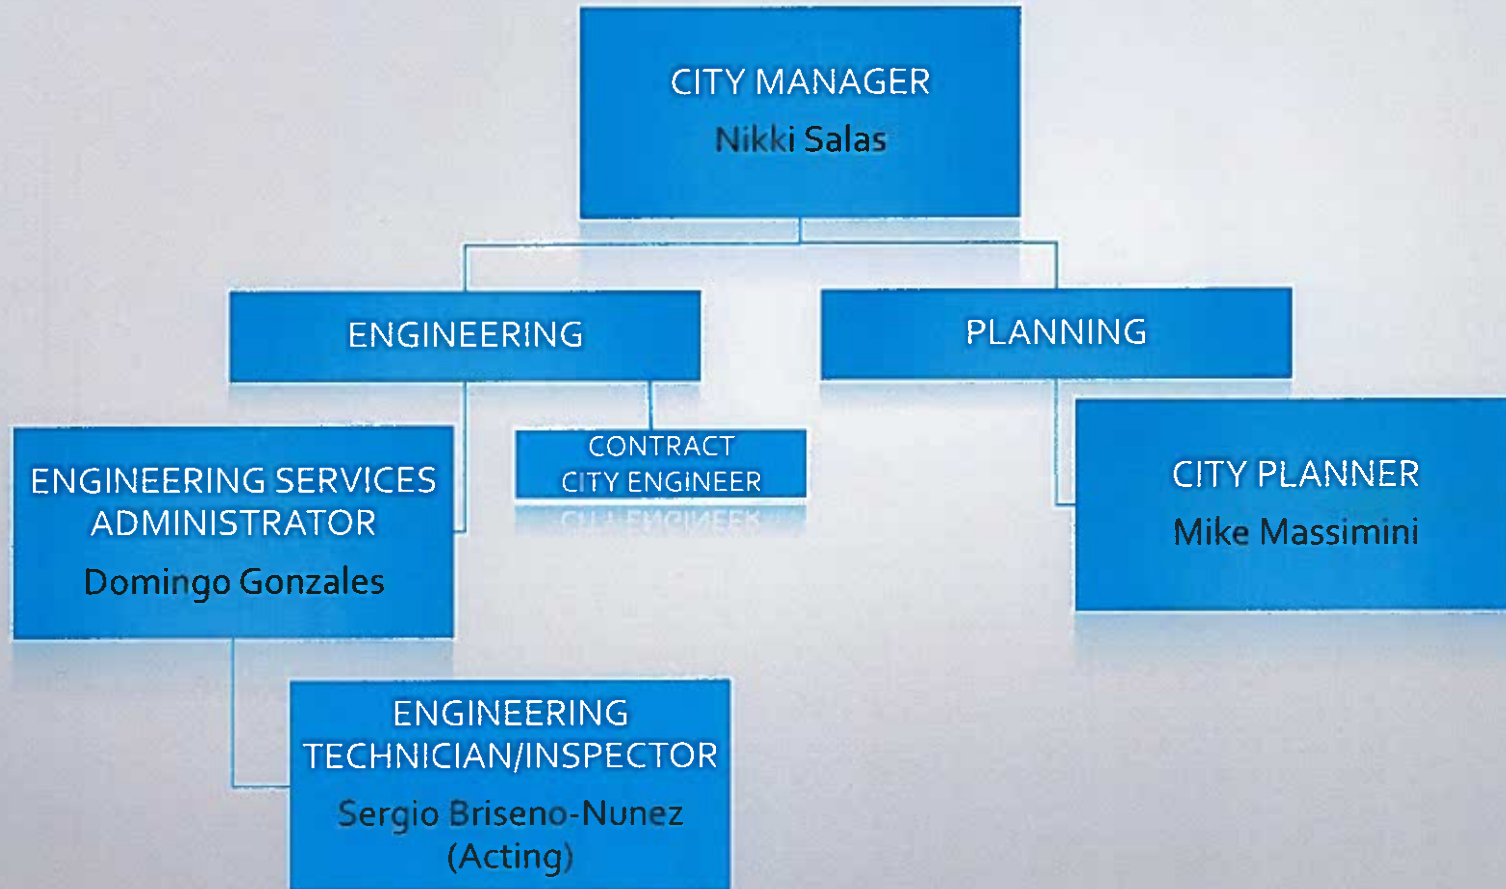 CITY MANAGER
Nikki Salas
ENGINEERING
PLANNING
ENGINEERING SERVICES
ADMINISTRATOR
Domingo Gonzales
CONTRACT
CITY ENGINEER
CITY PLANNER
Mike Massimini
ENGINEERING
TECHNICIAN/INSPECTOR
Sergio Briseno-Nunez
(Acting)